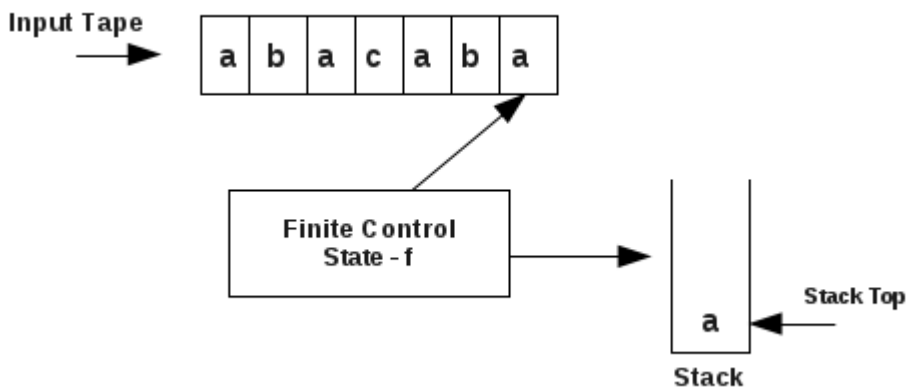 Input Tape
a b a c a b a
Finite Control
State - f
Stack Top
a
Stack